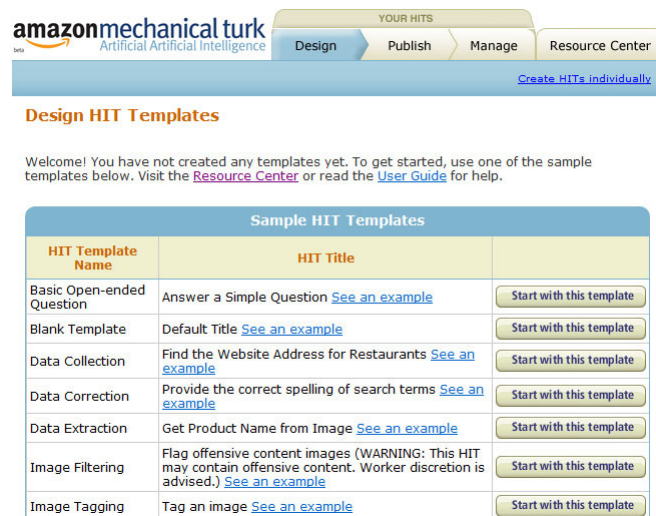 YOUR HITS
amazonmechanical turk
beta
Artificial Artificial Intelligence
Design
Publish
Manage
Resource Center
Create HITs individually
Design HIT Templates
Welcome! You have not created any templates yet. To get started, use one of the sample
templates below. Visit the Resource Center or read the User Guide for help.
Sample HIT Templates
HIT Template
Name
HIT Title
Basic Open-ended
Question
Answer a Simple Question See an example
Start with this template
Blank Template
Default Title See an example
Start with this template
Data Collection
Find the Website Address for Restaurants See an
example
Start with this template
Data Correction
Provide the correct spelling of search terms See an
example
Start with this template
Data Extraction
Get Product Name from Image See an example
Start with this template
Image Filtering
Flag offensive content images (WARNING: This HIT
may contain offensive content. Worker discretion is
advised.) See an example
Start with this template
Image Tagging
Tag an image See an example
Start with this template